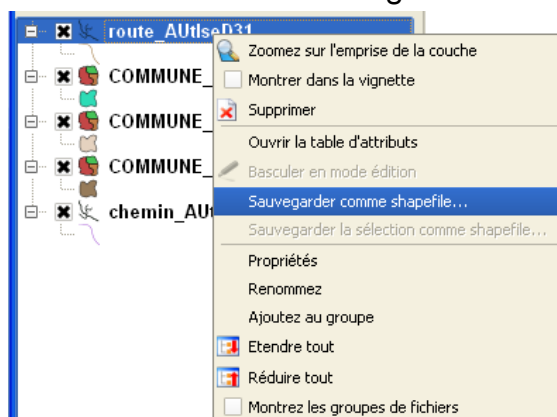 route_AUtIseD31
Zoomez sur l'emprise de la couche
COMMUNE_
Montrer dans la vignette
Supprimer
COMMUNE_
Ouvrir la table d'attributs
COMMUNE_
Basculer en mode édition
chemin_AUt
Sauvegarder comme shapefile...
Sauvegarder la sélection comme shapefile...
Propriétés
Renommez
Ajoutez au groupe
Etendre tout
Réduire tout
Montrez les groupes de fichiers